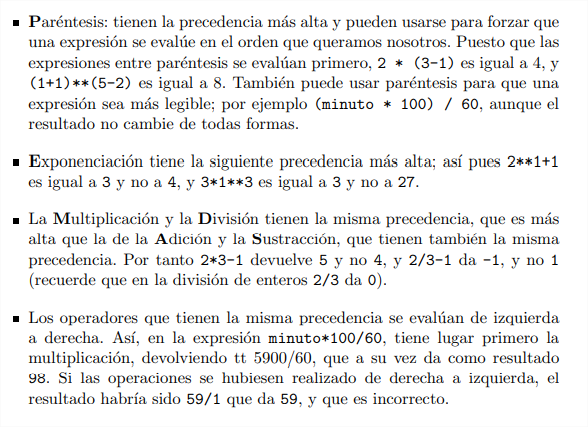 ▪ Paréntesis: tienen la precedencia más alta y pueden usarse para forzar que
una expresión se evalúe en el orden que queramos nosotros. Puesto que las
expresiones entre paréntesis se evalúan primero, 2 * (3-1) es igual a 4, y
(1+1)**(5-2) es igual a 8. También puede usar paréntesis para que una
expresión sea más legible; por ejemplo (minuto * 100) / 60, aunque el
resultado no cambie de todas formas.
▪ Exponenciación tiene la siguiente precedencia más alta; así pues 2**1+1
es igual a 3 y no a 4, y 3*1**3 es igual a 3 y no a 27.
▪ La Multiplicación y la División tienen la misma precedencia, que es más
alta que la de la Adición y la Sustracción, que tienen también la misma
precedencia. Por tanto 2*3-1 devuelve 5 y no 4, y 2/3-1 da -1, y no 1
(recuerde que en la división de enteros 2/3 da 0).
▪ Los operadores que tienen la misma precedencia se evalúan de izquierda
a derecha. Así, en la expresión minuto*100/60, tiene lugar primero la
multiplicación, devolviendo tt 5900/60, que a su vez da como resultado
98. Si las operaciones se hubiesen realizado de derecha a izquierda, el
resultado habría sido 59/1 que da 59, y que es incorrecto.